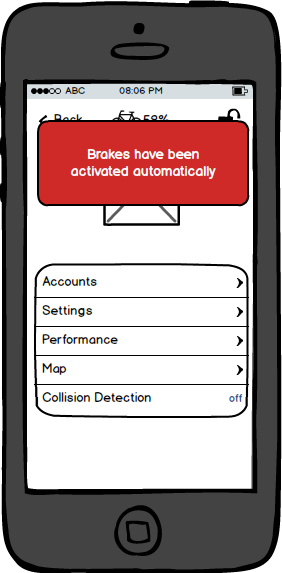 ABC 08:06 PM
Back 58%
Brakes have been
activated automatically
Accounts
Settings
Performance
Map
Collision Detection off